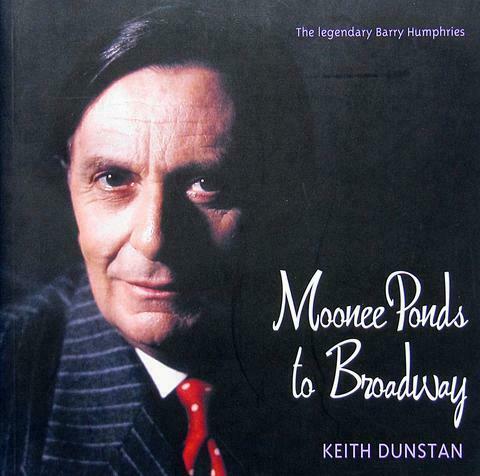 The legendary Barry Humphries
Moonee Ponds
to Broadway
KEITH DUNSTAN